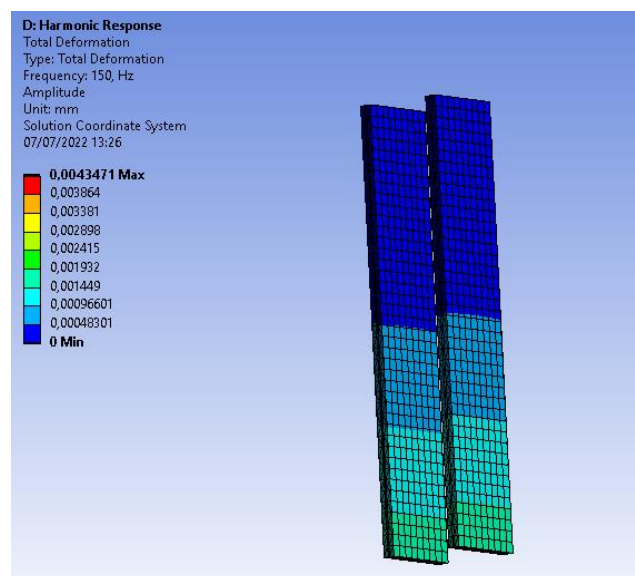 D: Harmonic Response
Total Deformation
Type: Total Deformation
Frequency: 150, Hz
Amplitude
Unit: mm
Solution Coordinate System
07/07/2022 13:26
0,0043471 Max
0,003864
0,003381
0,002898
0,002415
0,001932
0,001449
0,00096601
0,00048301
0 Min